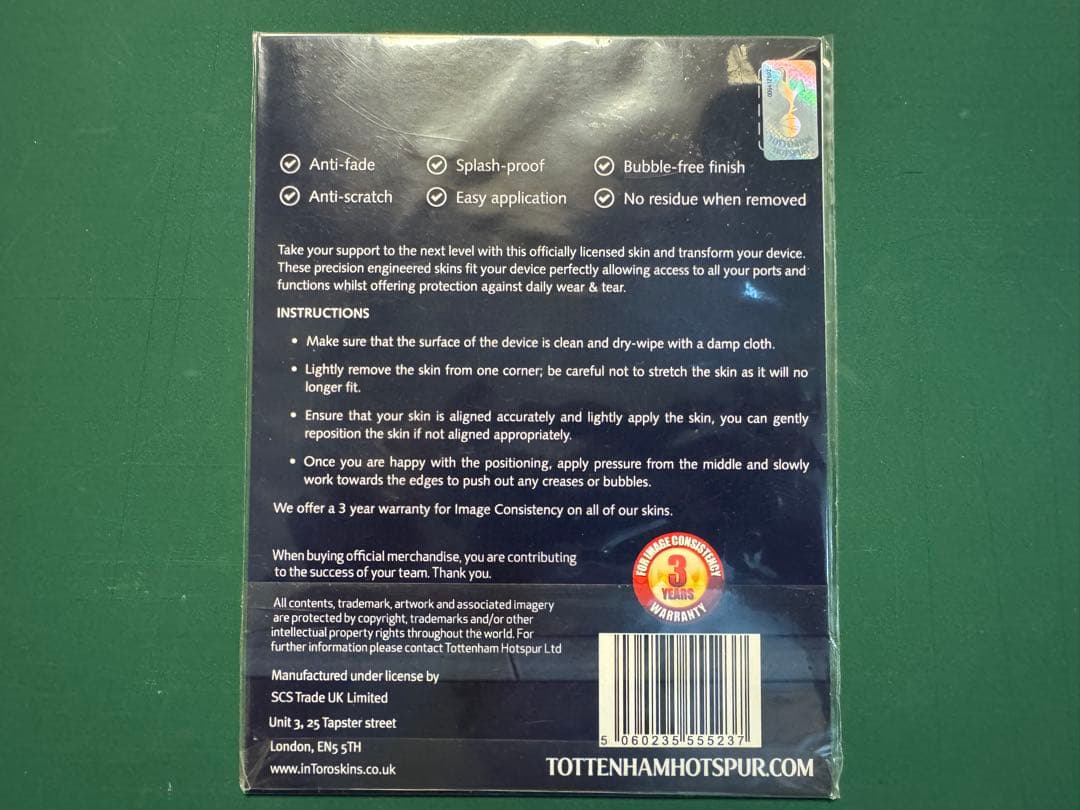 TOTTENHAM
HOTSPUR
Anti-fade
Splash-proof
Bubble-free finish
Anti-scratch
Easy application
No residue when removed
Take your support to the next level with this officially licensed skin and transform your device.
These precision engineered skins fit your device perfectly allowing access to all your ports and
functions whilst offering protection against daily wear & tear.
INSTRUCTIONS
• Make sure that the surface of the device is clean and dry-wipe with a damp cloth.
• Lightly remove the skin from one corner; be careful not to stretch the skin as it will no
longer fit.
• Ensure that your skin is aligned accurately and lightly apply the skin, you can gently
reposition the skin if not aligned appropriately.
• Once you are happy with the positioning, apply pressure from the middle and slowly
work towards the edges to push out any creases or bubbles.
We offer a 3 year warranty for Image Consistency on all of our skins.
When buying official merchandise, you are contributing
to the success of your team. Thank you.
FOR IMAGE CONSISTENCY
3
YEARS
WARRANTY
All contents, trademark, artwork and associated imagery
are protected by copyright, trademarks and/or other
intellectual property rights throughout the world. For
further information please contact Tottenham Hotspur Ltd
Manufactured under license by
SCS Trade UK Limited
Unit 3, 25 Tapster street
London, EN5 5TH
www.inToroskins.co.uk
5 060235 555237
TOTTENHAMHOTSPUR.COM